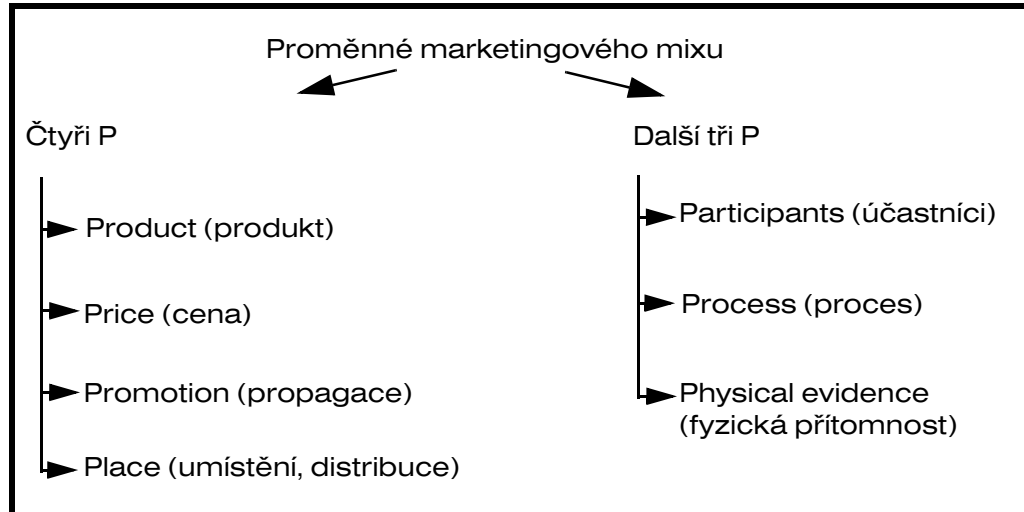 Proměnné marketingového mixu
Čtyři P
Product (produkt)
Price (cena)
Promotion (propagace)
Place (umístění, distribuce)
Další tři P
Participants (účastníci)
Process (proces)
Physical evidence
(fyzická přítomnost)